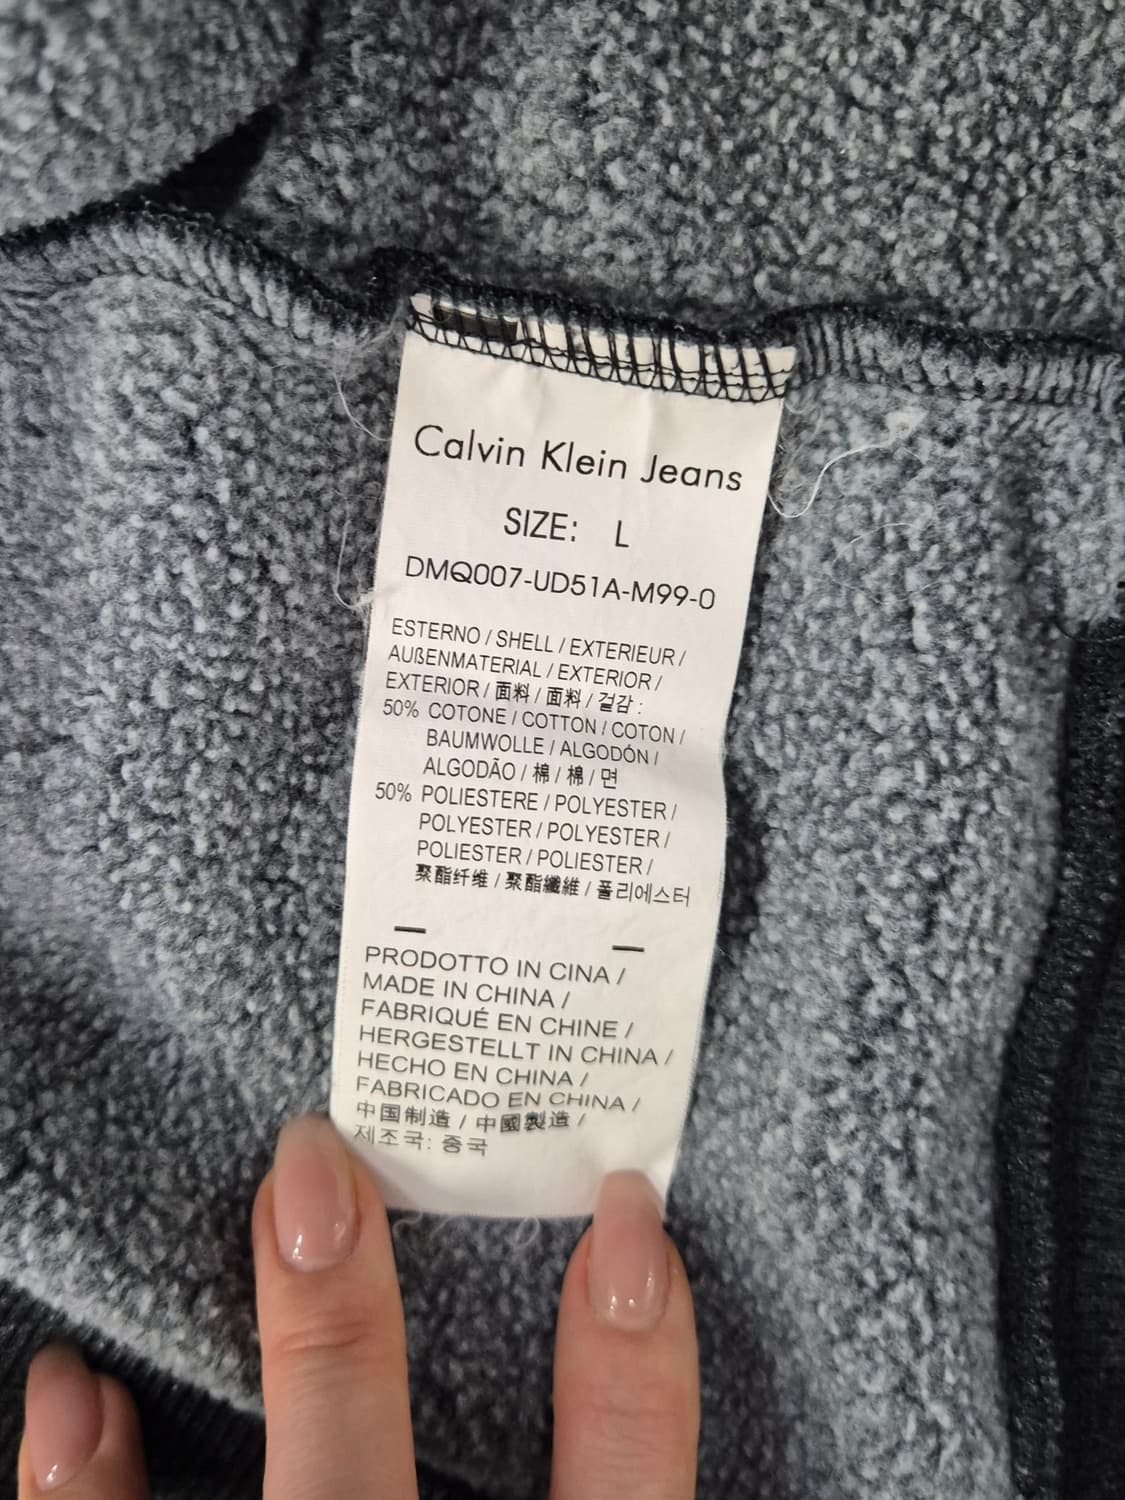 Calvin Klein Jeans
SIZE: L
DMQ007-UD51A-M99-0
ESTERNO / SHELL / EXTERIEUR /
AUßENMATERIAL / EXTERIOR /
EXTERIOR / 面料 / 面料 / 겉감 :
50% COTONE / COTTON / COTON /
BAUMWOLLE / ALGODÓN /
ALGODÃO / 棉 / 棉 / 면
50% POLIESTERE / POLYESTER /
POLYESTER / POLYESTER /
POLIESTER / POLIESTER /
聚酯纤维 / 聚酯纖維 / 폴리에스터
PRODOTTO IN CINA /
MADE IN CHINA /
FABRIQUÉ EN CHINE /
HERGESTELLT IN CHINA /
HECHO EN CHINA /
FABRICADO EN CHINA /
中国制造 / 中國製造 /
제조국: 중국